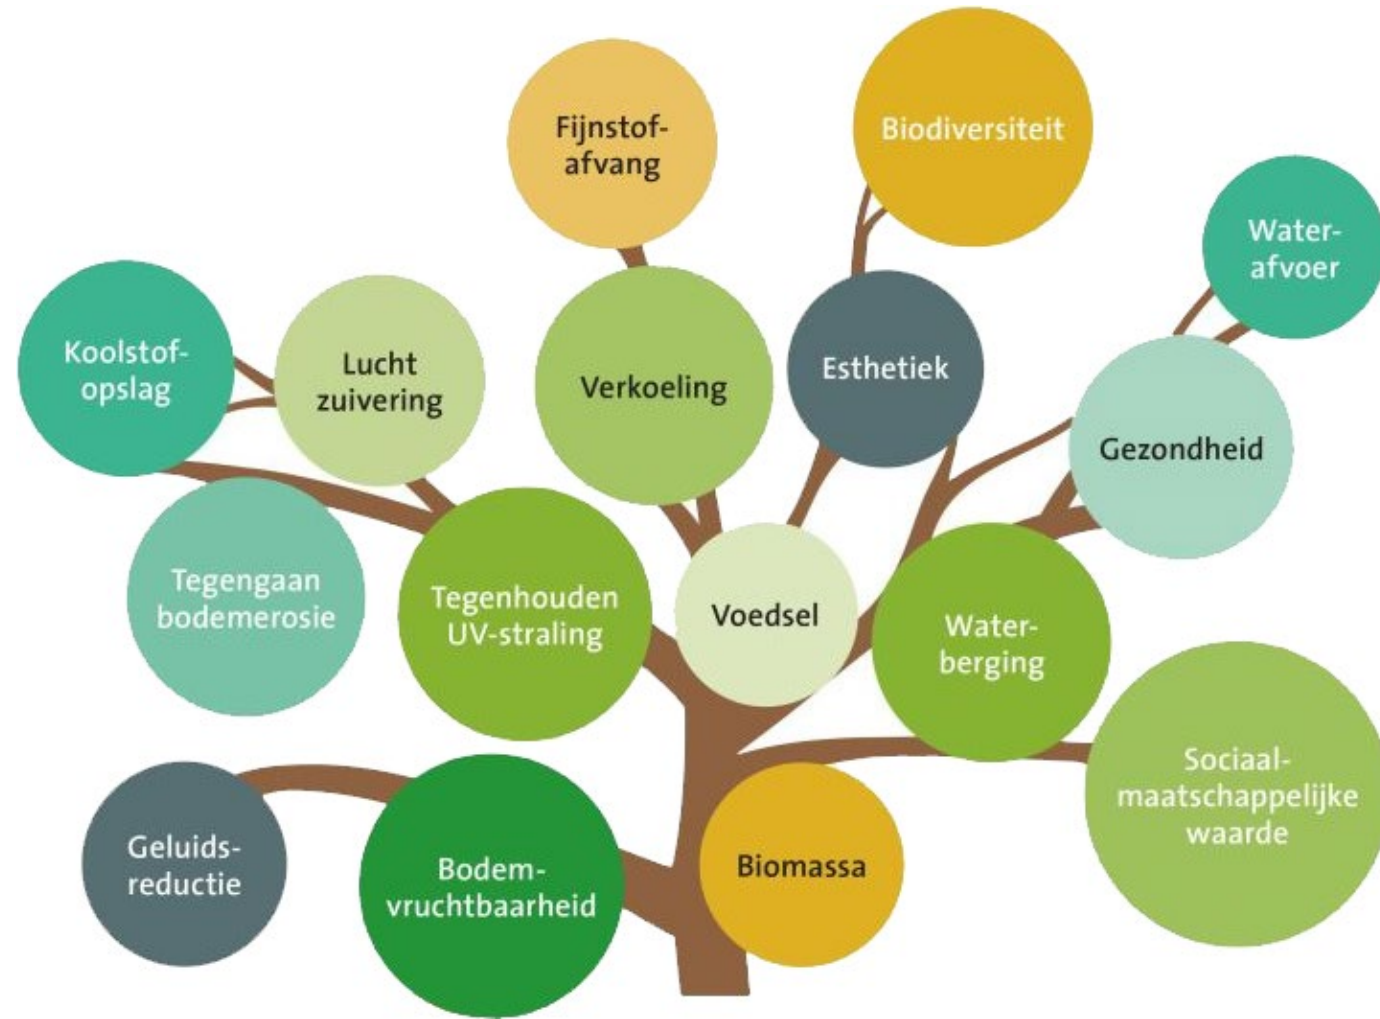 Fijnstof-
afvang
Biodiversiteit
Water-
afvoer
Koolstof-
opslag
Lucht
zuivering
Verkoeling
Esthetiek
Gezondheid
Tegengaan
bodemerosie
Tegenhouden
UV-straling
Voedsel
Water-
berging
Sociaal-
maatschappelijke
waarde
Geluids-
reductie
Bodem-
vruchtbaarheid
Biomassa